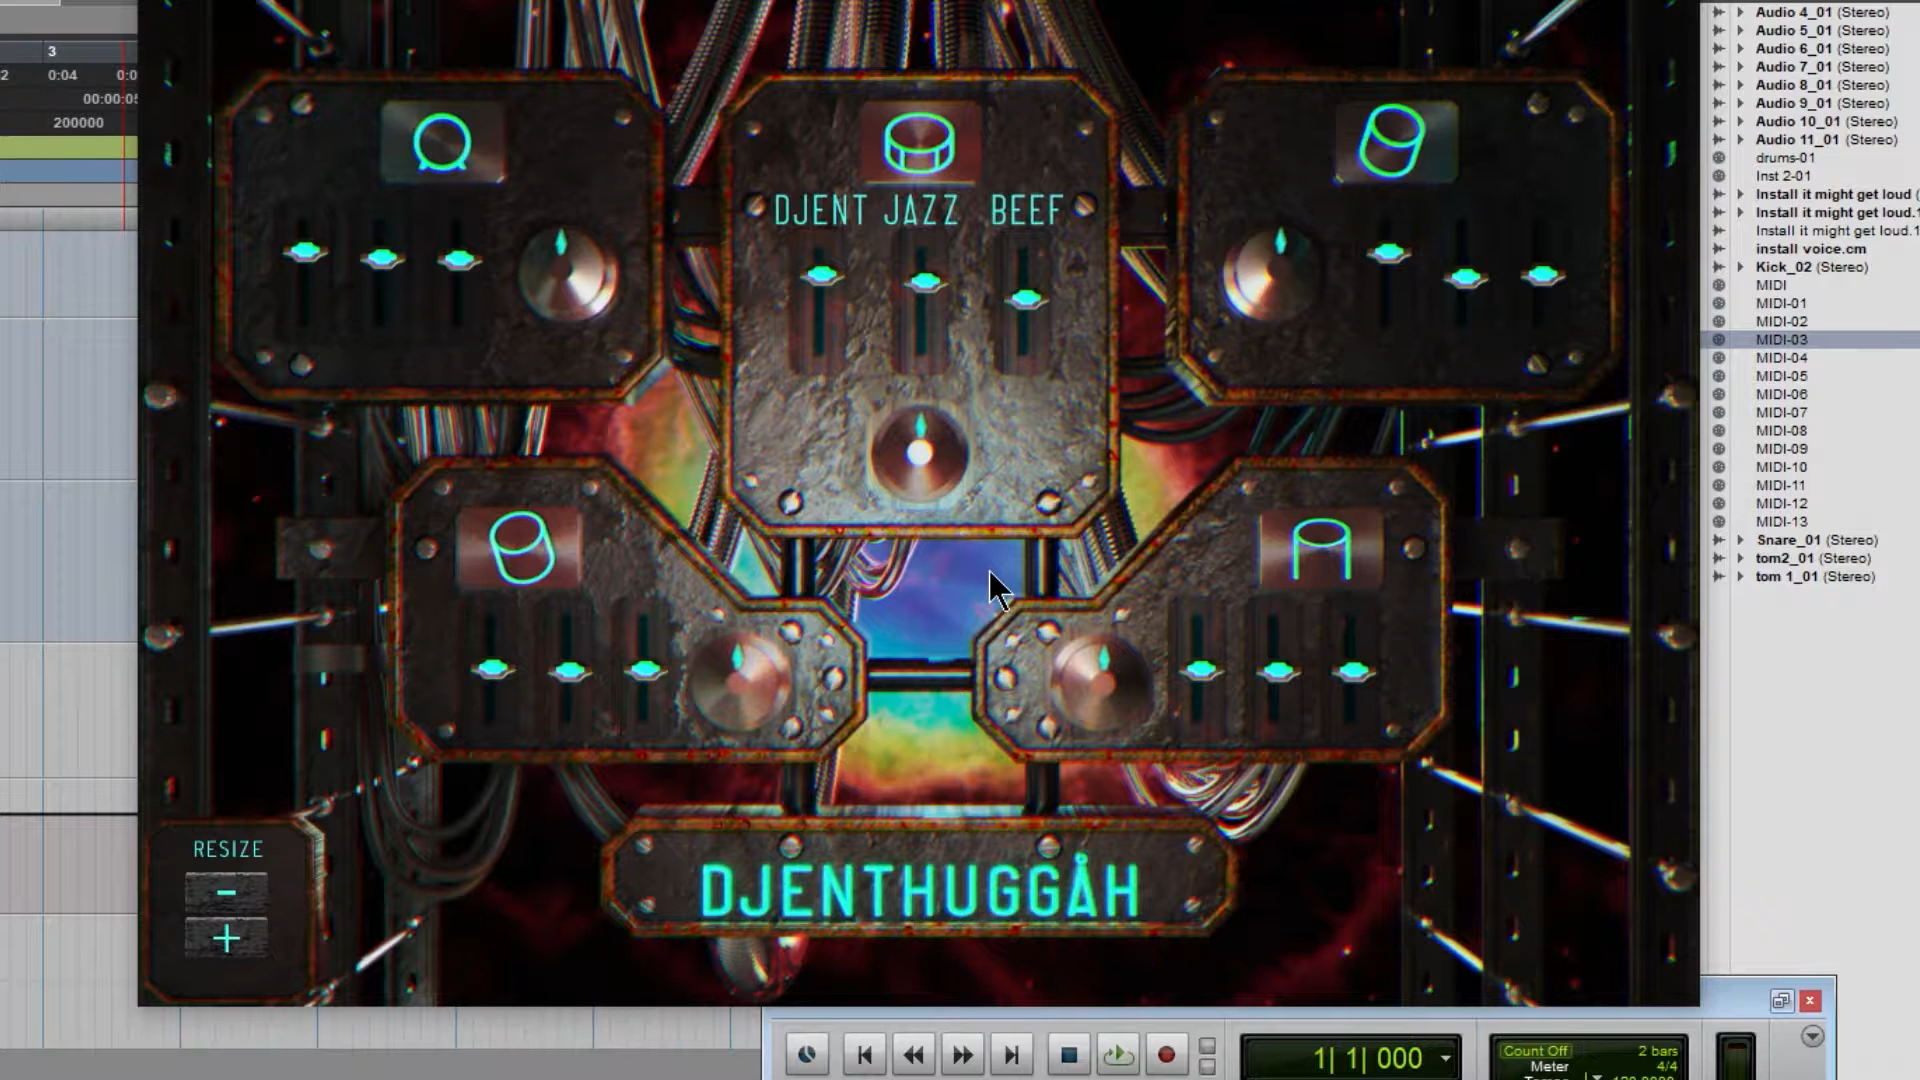 3
2 0:04 0:0
00:00:05
200000
DJENT JAZZ BEEF
RESIZE
-
+
DJENTHUGGÅH
Audio 4_01 (Stereo)
Audio 5_01 (Stereo)
Audio 6_01 (Stereo)
Audio 7_01 (Stereo)
Audio 8_01 (Stereo)
Audio 9_01 (Stereo)
Audio 10_01 (Stereo)
Audio 11_01 (Stereo)
drums-01
Inst 2-01
Install it might get loud (
Install it might get loud.1
Install it might get loud.1
install voice.cm
Kick_02 (Stereo)
MIDI
MIDI-01
MIDI-02
MIDI-03
MIDI-04
MIDI-05
MIDI-06
MIDI-07
MIDI-08
MIDI-09
MIDI-10
MIDI-11
MIDI-12
MIDI-13
Snare_01 (Stereo)
tom2_01 (Stereo)
tom 1_01 (Stereo)
1| 1| 000
Count Off 2 bars
Meter 4/4